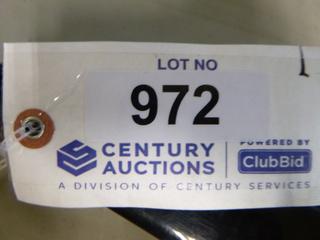 LOT NO
972
CENTURY
AUCTIONS
POWERED BY
ClubBid
A DIVISION OF CENTURY SERVICES